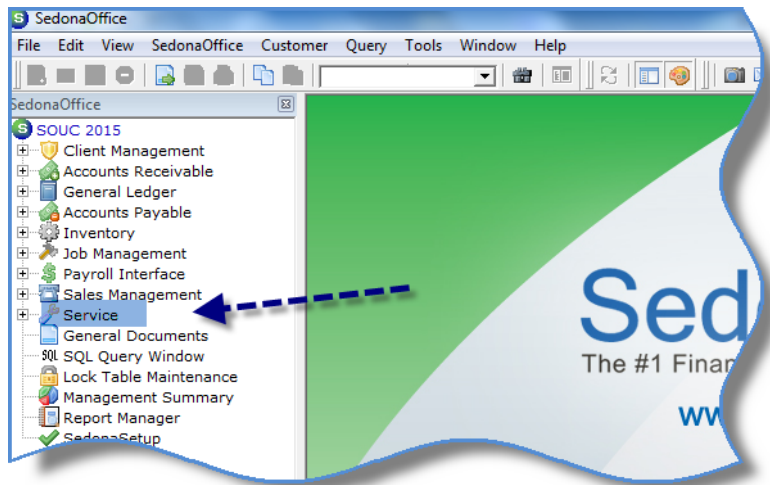 SedonaOffice
File Edit View SedonaOffice Customer Query Tools Window Help
SedonaOffice
SOUC 2015
Client Management
Accounts Receivable
General Ledger
Accounts Payable
Inventory
Job Management
Payroll Interface
Sales Management
Service
General Documents
SQL SQL Query Window
Lock Table Maintenance
Management Summary
Report Manager
SedonaSetup
Sed
The #1 Finan
ww